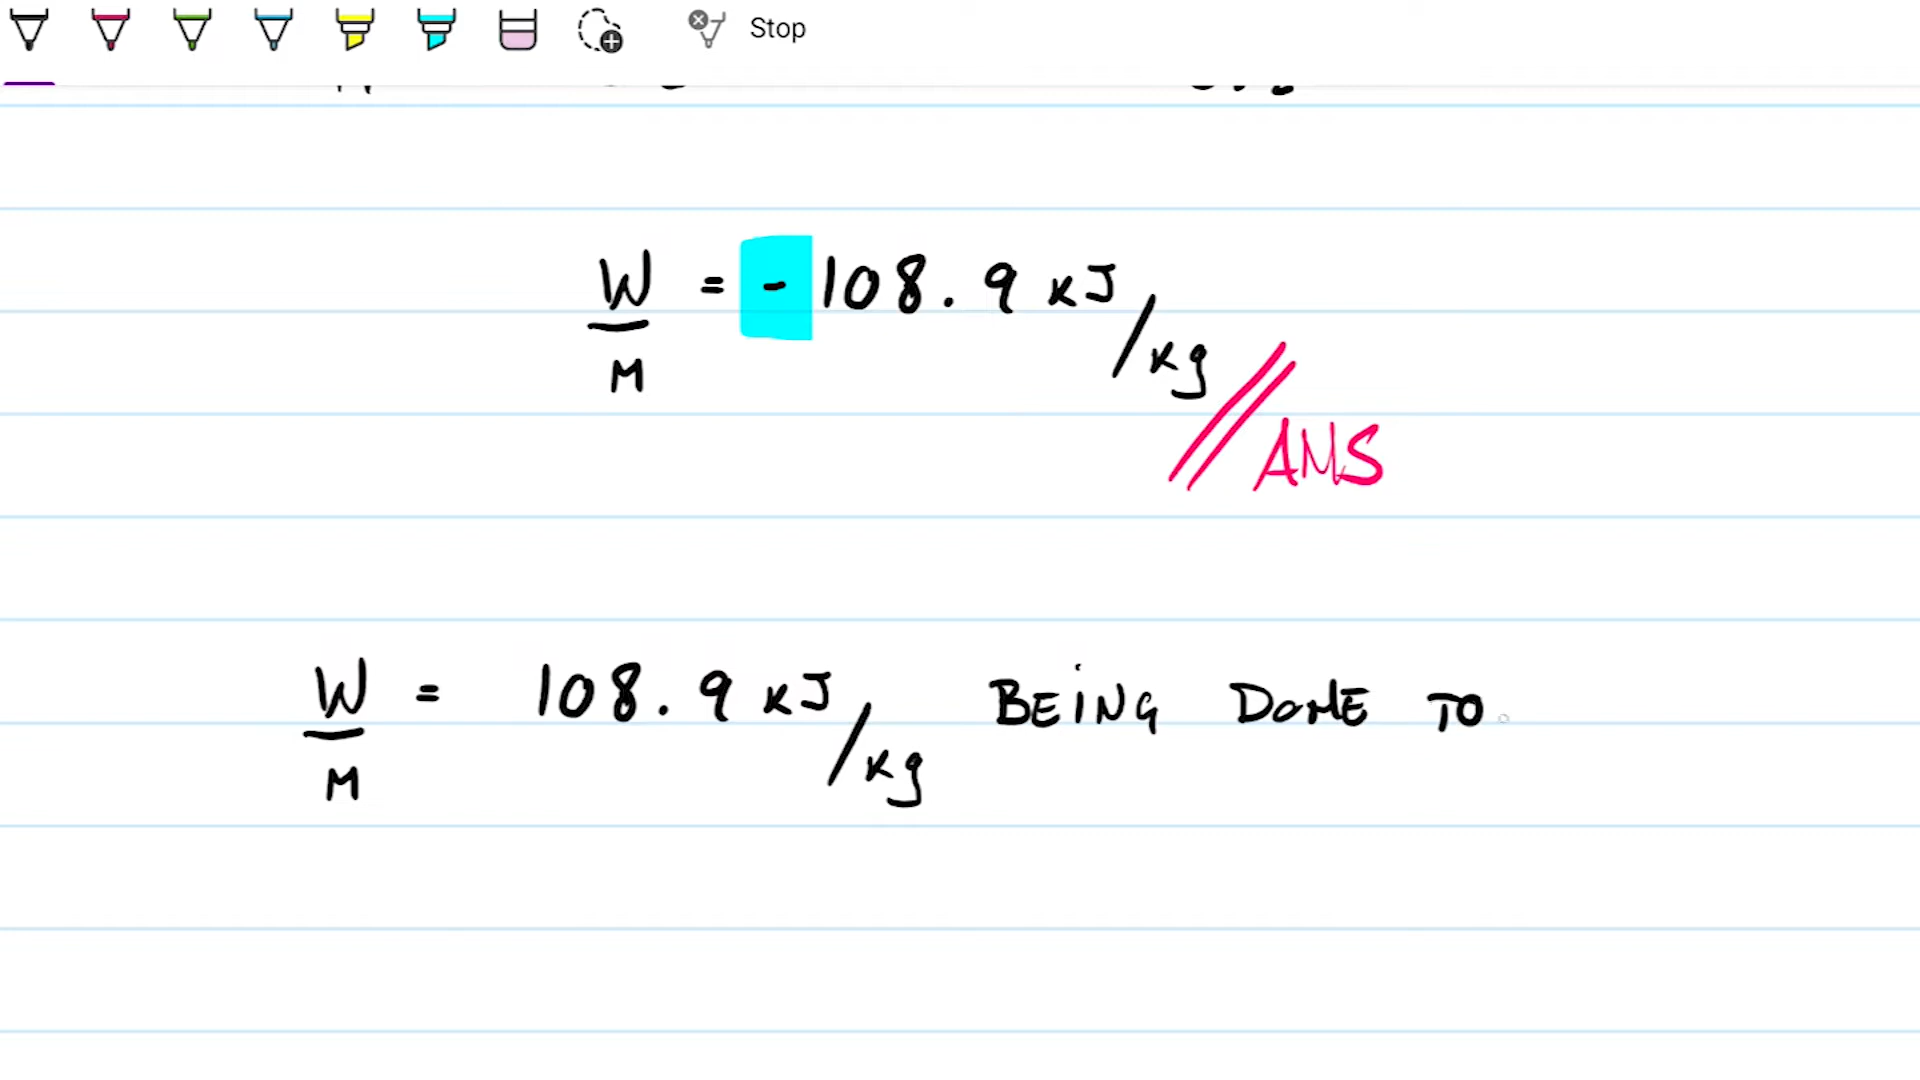 Stop
W = - 108.9 KJ/kg
M
ANS
W = 108.9 KJ/kg BEING DONE TO
M